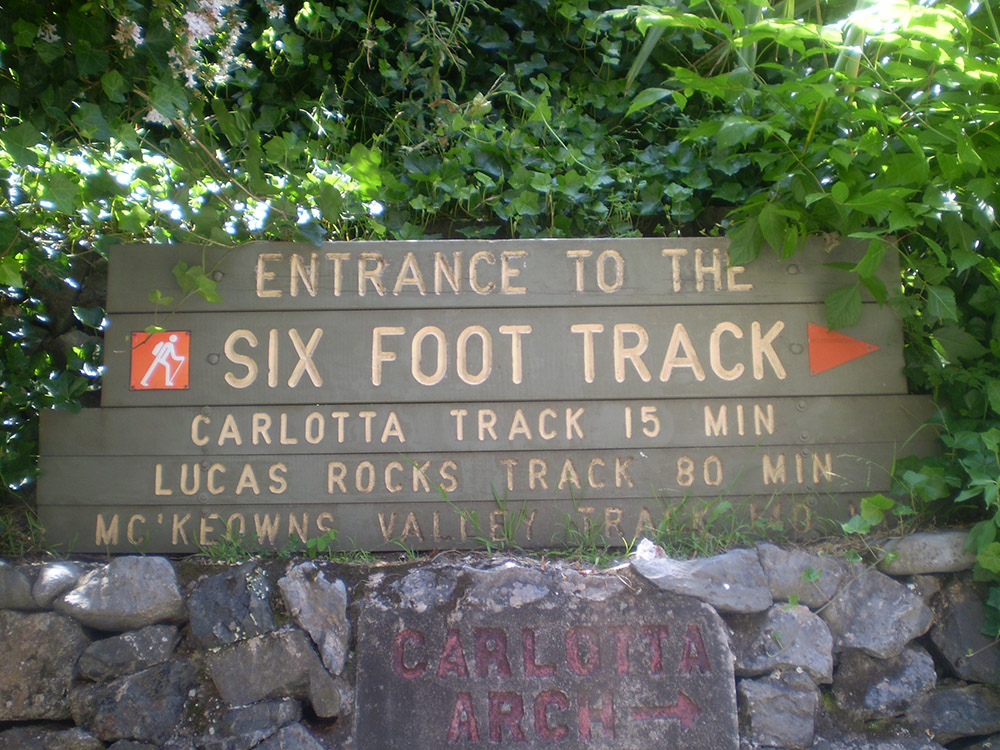 ENTRANCE TO THE
SIX FOOT TRACK
CARLOTTA TRACK 15 MIN
LUCAS ROCKS TRACK 80 MIN
MC'KEOWNS VALLEY TRACK
CARLOTTA
ARCH →